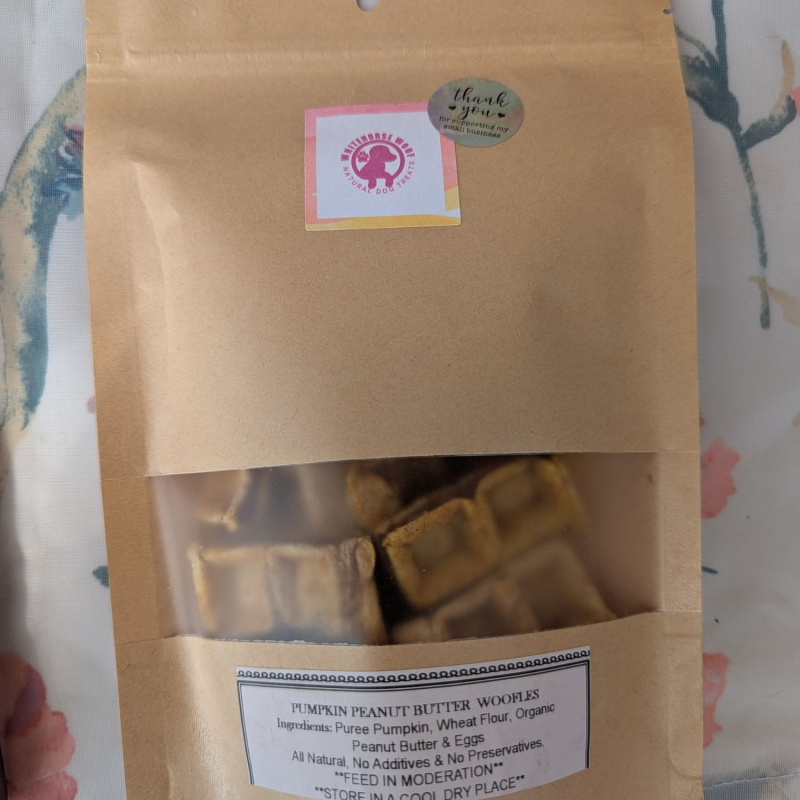 thank
you
for supporting my
small business
WHITEHORSE WOOF
NATURAL DOG TREATS
PUMPKIN PEANUT BUTTER WOOFLES
Ingredients: Puree Pumpkin, Wheat Flour, Organic
Peanut Butter & Eggs
All Natural, No Additives & No Preservatives.
**FEED IN MODERATION**
**STORE IN A COOL DRY PLACE**